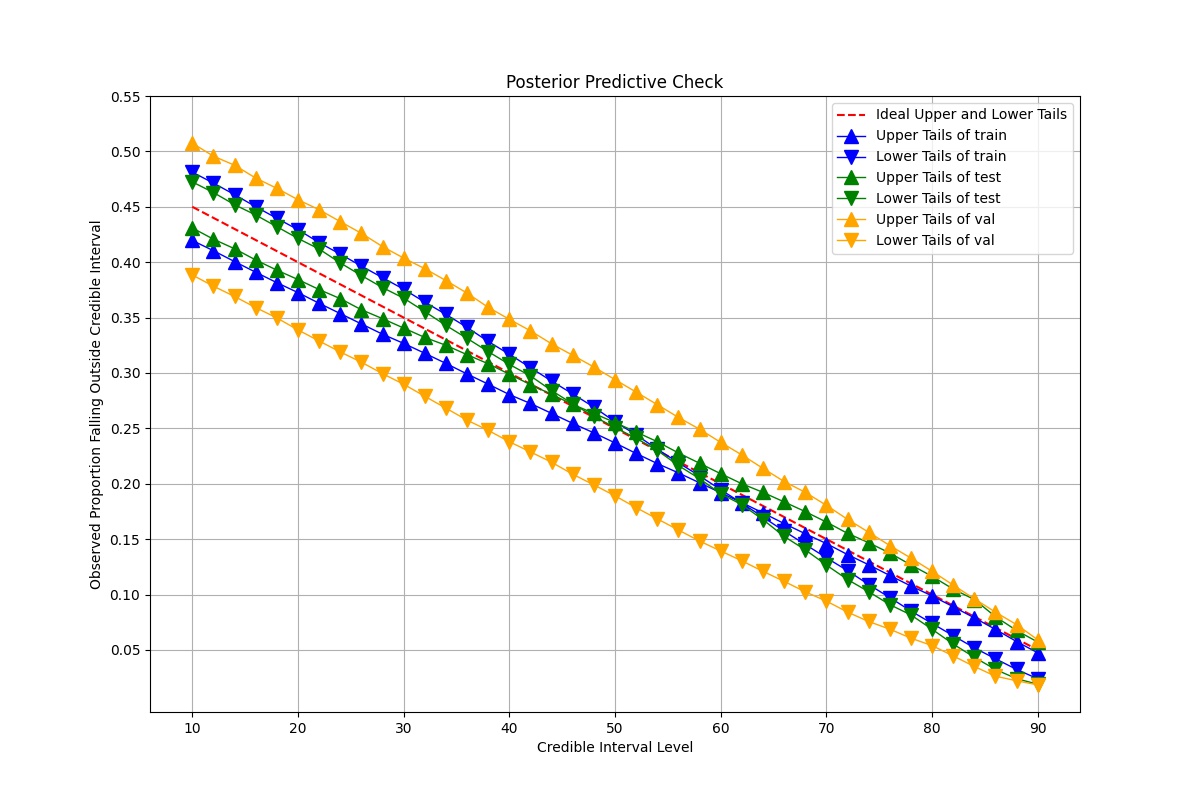 Posterior Predictive Check
Observed Proportion Falling Outside Credible Interval
0.55
0.50
0.45
0.40
0.35
0.30
0.25
0.20
0.15
0.10
0.05
Ideal Upper and Lower Tails
Upper Tails of train
Lower Tails of train
Upper Tails of test
Lower Tails of test
Upper Tails of val
Lower Tails of val
10 20 30 40 50 60 70 80 90
Credible Interval Level